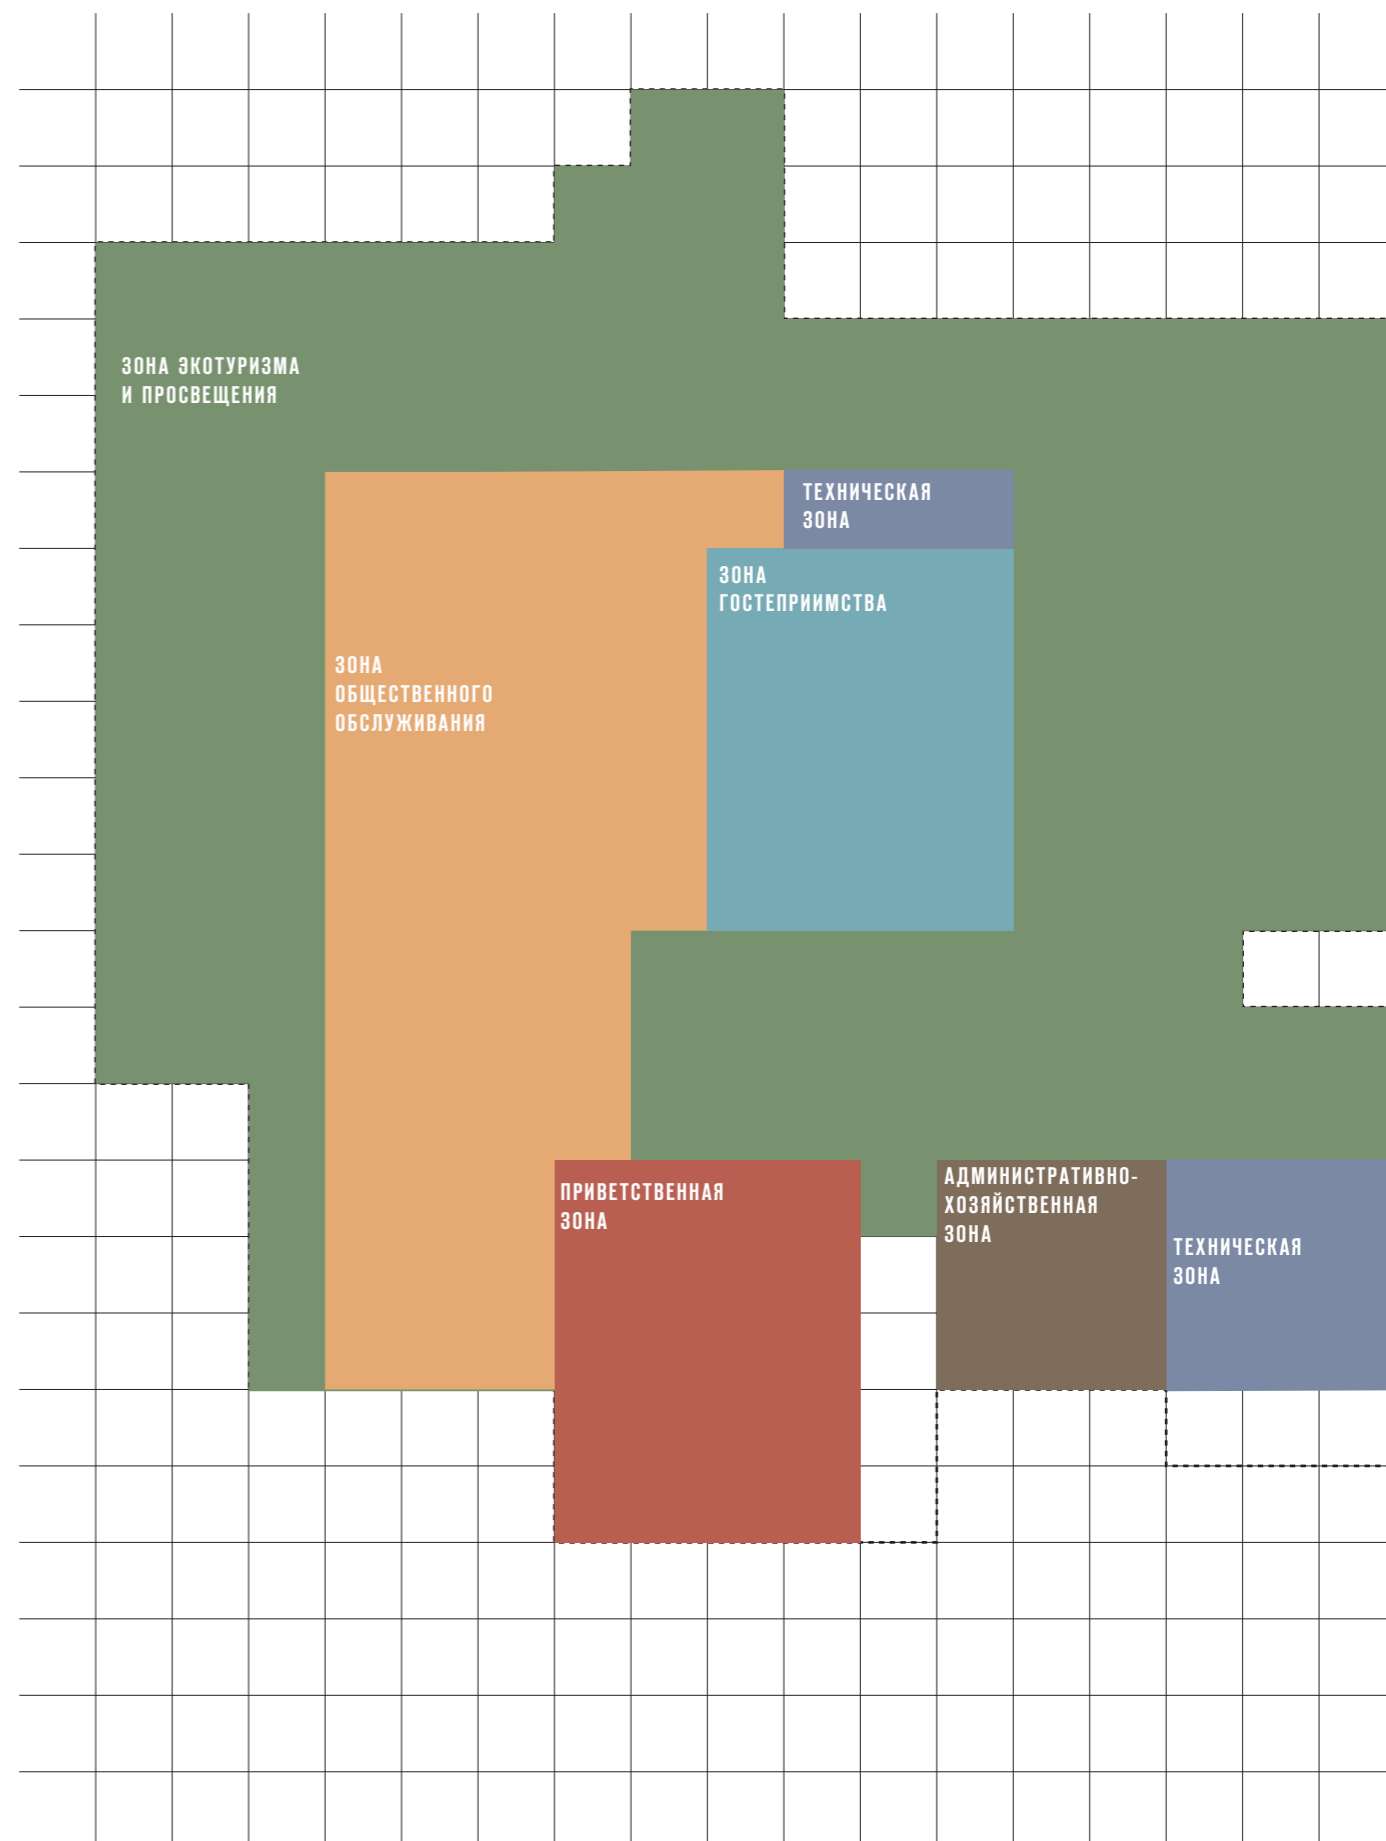 ЗОНА ЭКОТУРИЗМА
И ПРОСВЕЩЕНИЯ
ТЕХНИЧЕСКАЯ
ЗОНА
ЗОНА
ГОСТЕПРИИМСТВА
ЗОНА
ОБЩЕСТВЕННОГО
ОБСЛУЖИВАНИЯ
ПРИВЕТСТВЕННАЯ
ЗОНА
АДМИНИСТРАТИВНО-
ХОЗЯЙСТВЕННАЯ
ЗОНА
ТЕХНИЧЕСКАЯ
ЗОНА